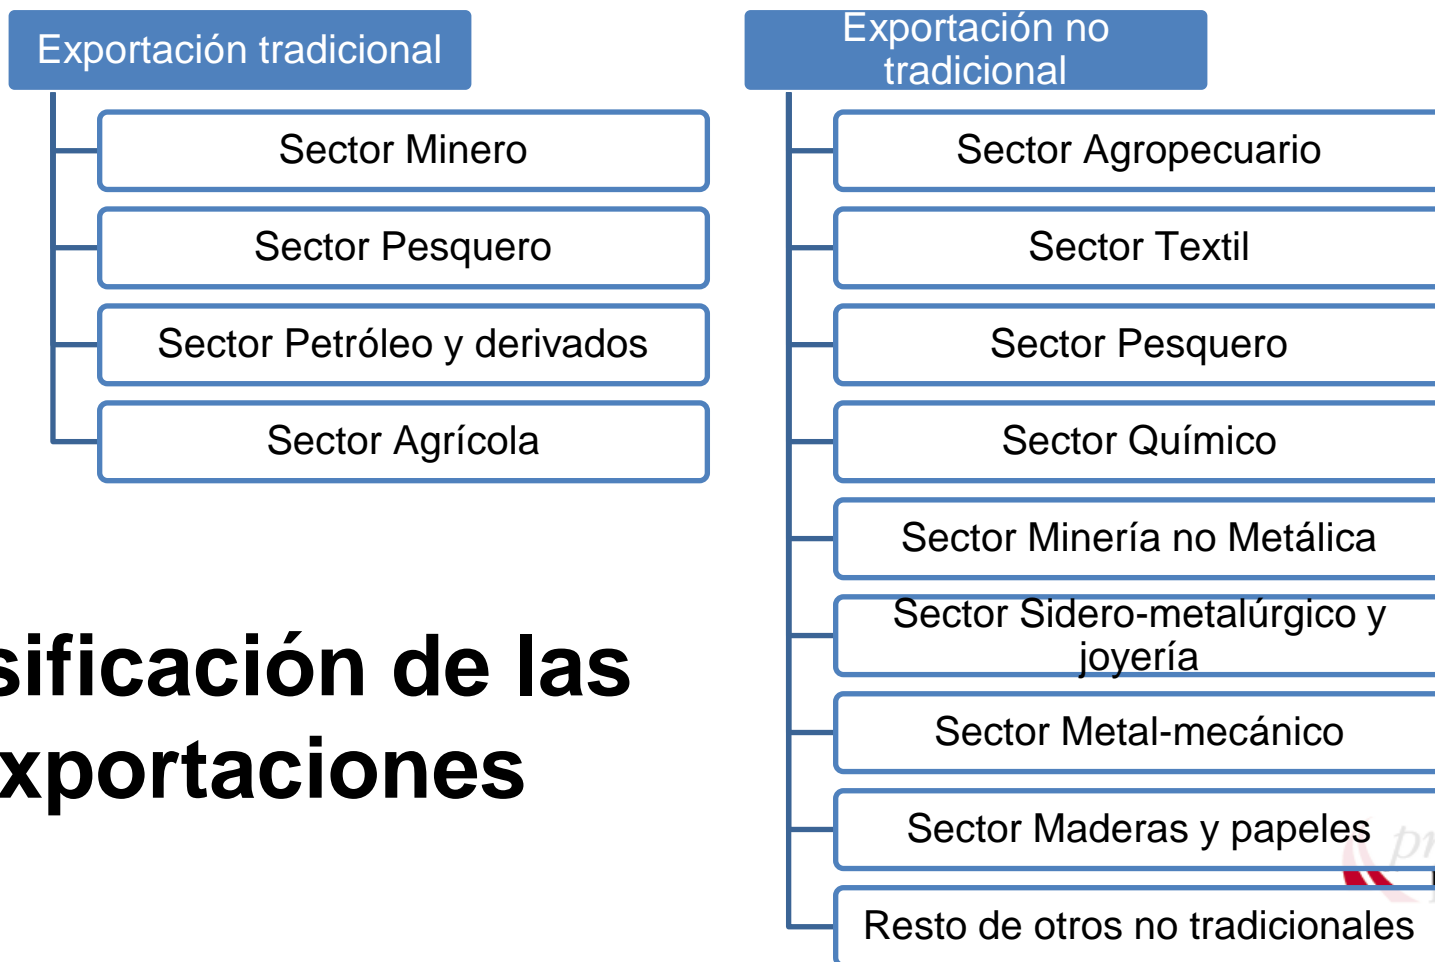 Exportación tradicional
Sector Minero
Sector Pesquero
Sector Petróleo y derivados
Sector Agrícola
Exportación no
tradicional
Sector Agropecuario
Sector Textil
Sector Pesquero
Sector Químico
Sector Minería no Metálica
Sector Sidero-metalúrgico y
joyería
Sector Metal-mecánico
Sector Maderas y papeles
Resto de otros no tradicionales
sificación de las
xportaciones